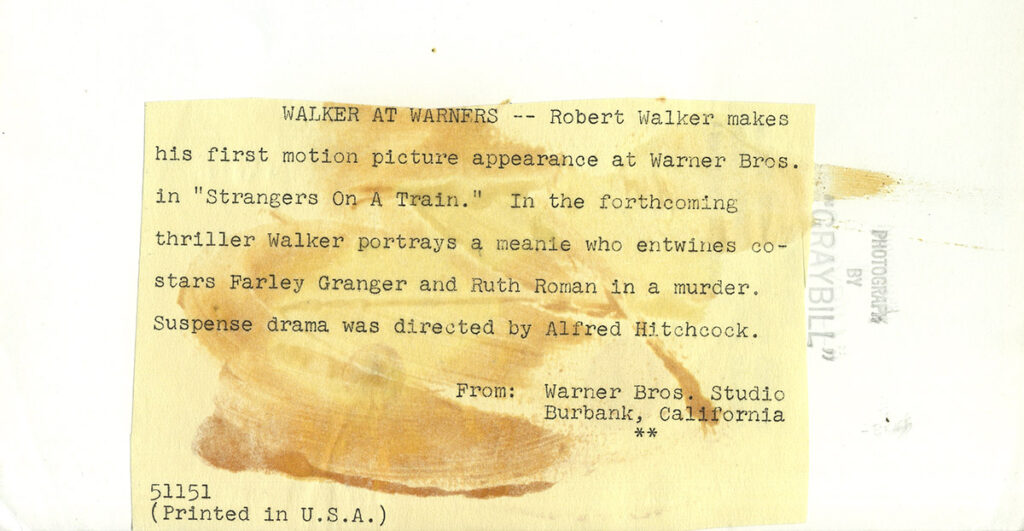 WALKER AT WARNERS -- Robert Walker makes
his first motion picture appearance at Warner Bros.
in "Strangers On A Train." In the forthcoming
thriller Walker portrays a meanie who entwines co-
stars Farley Granger and Ruth Roman in a murder.
Suspense drama was directed by Alfred Hitchcock.
From: Warner Bros. Studio
Burbank, California
**
51151
(Printed in U.S.A.)
PHOTOGRAPH
BY
"GRAYBILL"